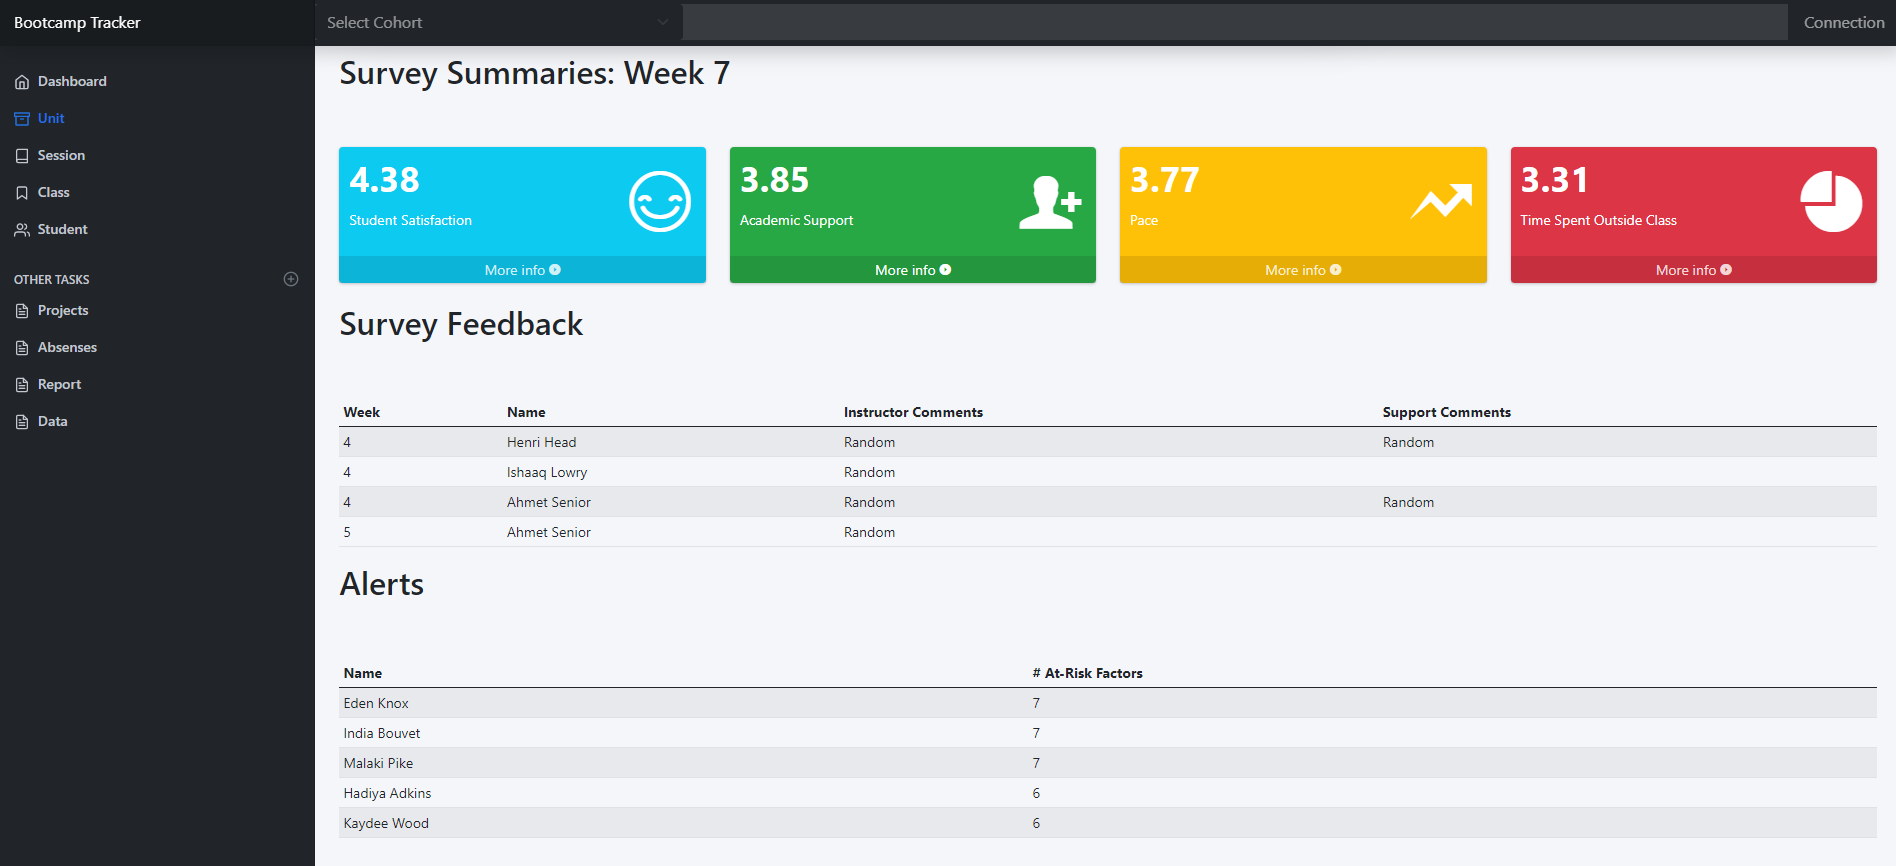 Bootcamp Tracker
Select Cohort
Connection
Dashboard
Unit
Session
Class
Student
OTHER TASKS
Projects
Absenses
Report
Data
Survey Summaries: Week 7
4.38
Student Satisfaction
More info
3.85
Academic Support
More info
3.77
Pace
More info
3.31
Time Spent Outside Class
More info
Survey Feedback
Week Name Instructor Comments Support Comments
4 Henri Head Random Random
4 Ishaaq Lowry Random
4 Ahmet Senior Random Random
5 Ahmet Senior Random
Alerts
Name # At-Risk Factors
Eden Knox 7
India Bouvet 7
Malaki Pike 7
Hadiya Adkins 6
Kaydee Wood 6